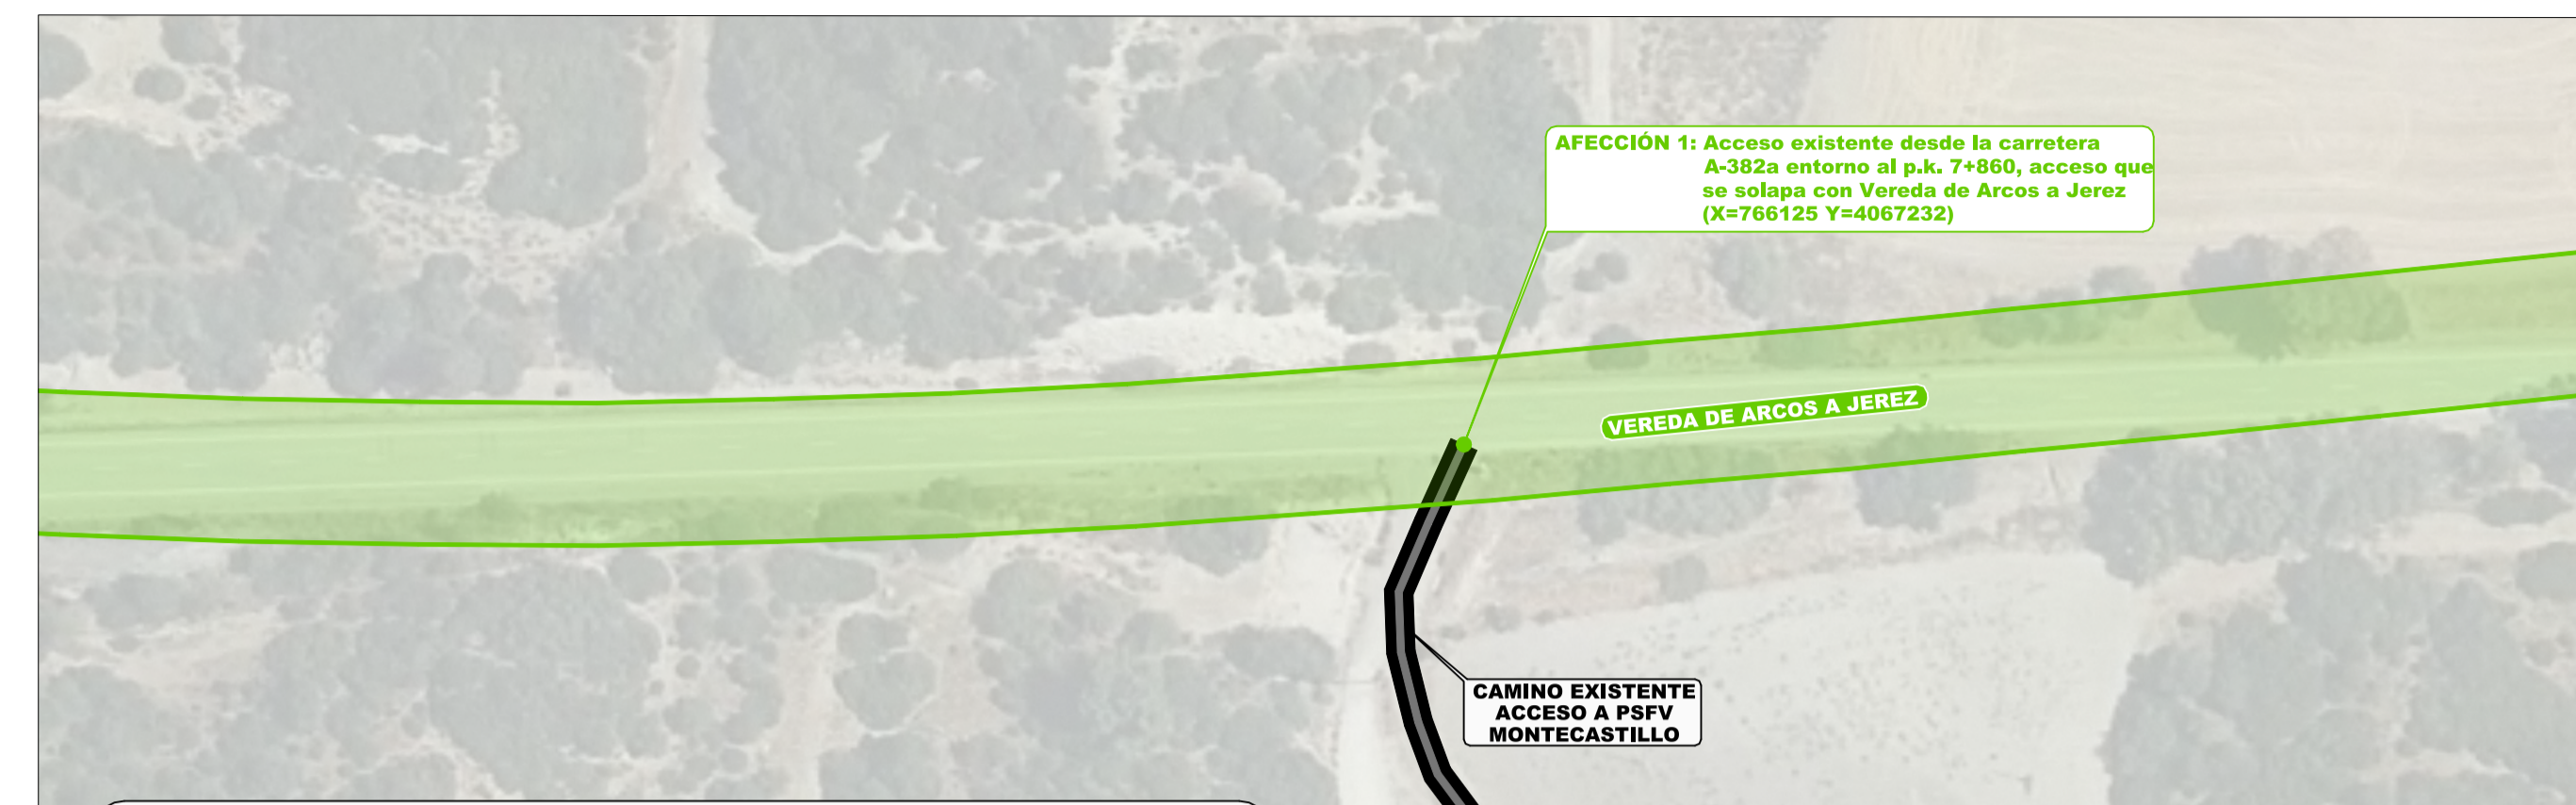 AFECCIÓN 1: Acceso existente desde la carretera
A-382a entorno al p.k. 7+860, acceso que
se solapa con Vereda de Arcos a Jerez
(X=766125 Y=4067232)
VEREDA DE ARCOS A JEREZ
CAMINO EXISTENTE
ACCESO A PSFV
MONTECASTILLO